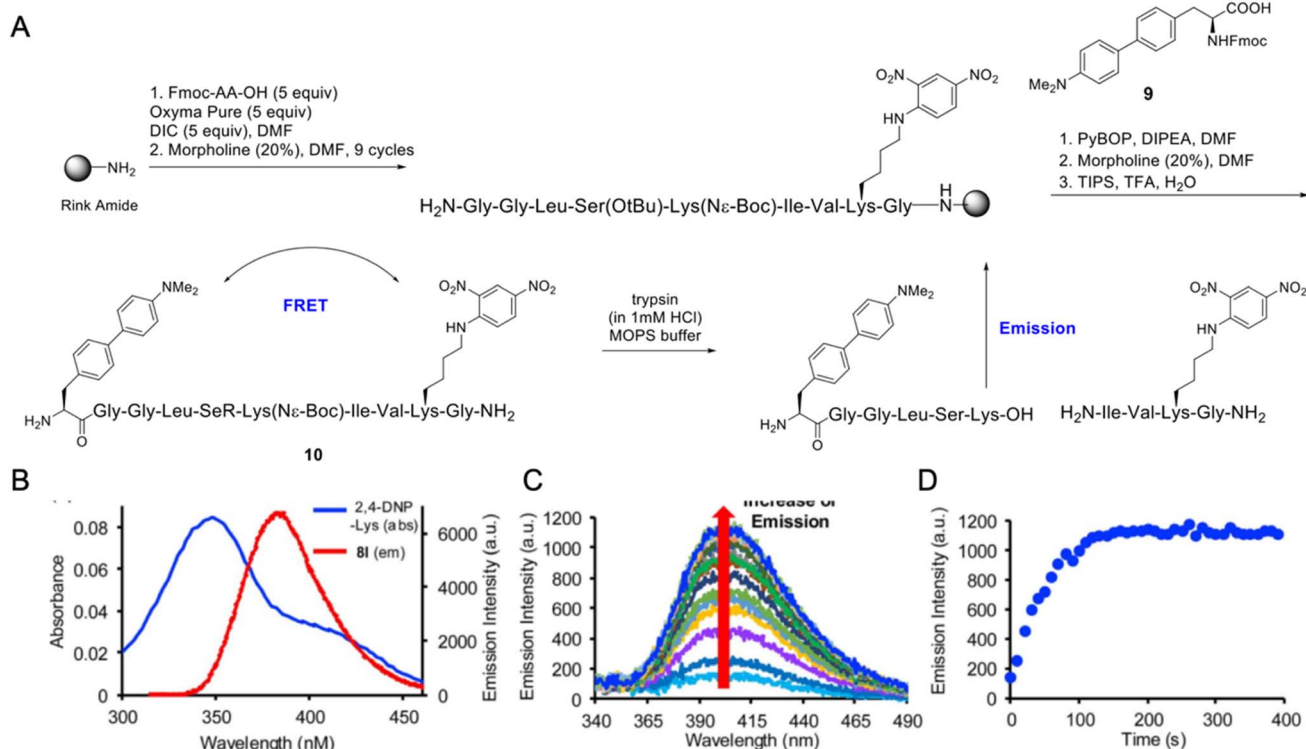 A
1. Fmoc-AA-OH (5 equiv)
Oxyma Pure (5 equiv)
DIC (5 equiv), DMF
2. Morpholine (20%), DMF, 9 cycles
NH2
Rink Amide
O2N
NO2
HN
H2N-Gly-Gly-Leu-Ser(OtBu)-Lys(Nε-Boc)-Ile-Val-Lys-Gly
H
N
COOH
NHFmoc
Me2N
9
1. PyBOP, DIPEA, DMF
2. Morpholine (20%), DMF
3. TIPS, TFA, H2O
NMe2
FRET
O2N
NO2
HN
H2N
O
Gly-Gly-Leu-SeR-Lys(Nε-Boc)-Ile-Val-Lys-Gly-NH2
10
trypsin
(in 1mM HCl)
MOPS buffer
NMe2
H2N
O
Gly-Gly-Leu-Ser-Lys-OH
Emission
O2N
NO2
HN
H2N-Ile-Val-Lys-Gly-NH2
B
2,4-DNP
-Lys (abs)
8l (em)
Absorbance
0.08
0.06
0.04
0.02
0
300
350
400
450
Wavelength (nM)
6000
4000
2000
0
Emission Intensity (a.u.)
C
Increase of
Emission
Emission Intensity (a.u.)
1200
1000
800
600
400
200
0
340
365
390
415
440
465
490
Wavelength (nm)
D
Emission Intensity (a.u.)
1200
1000
800
600
400
200
0
0
100
200
300
400
Time (s)